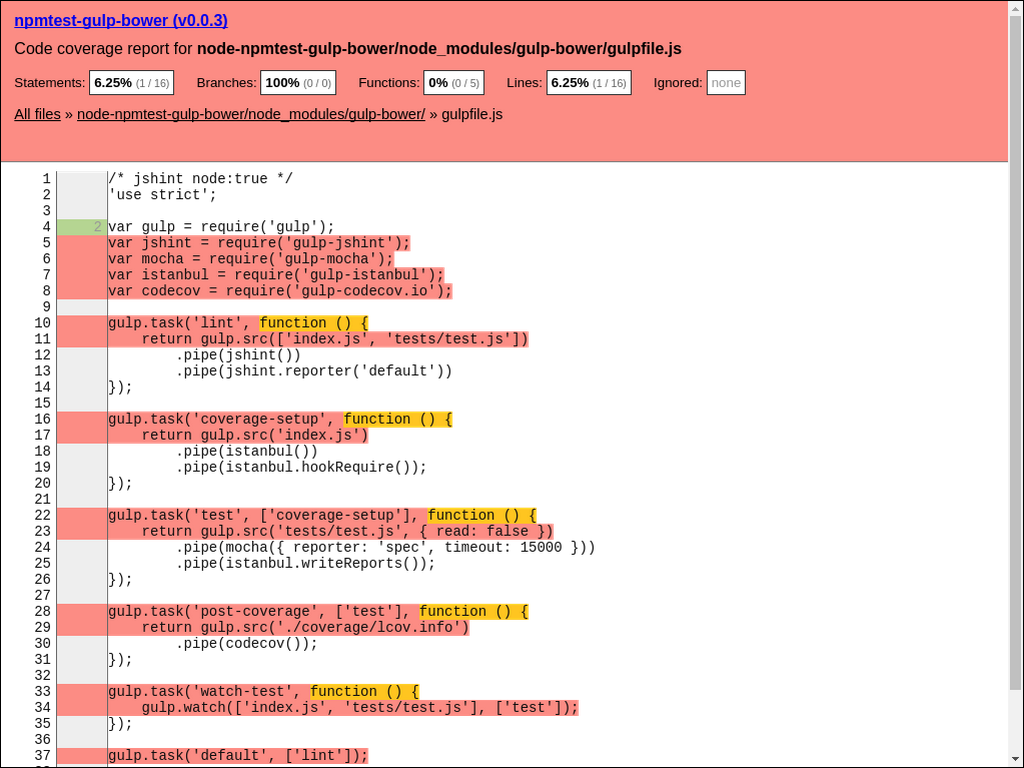 npmtest-gulp-bower (v0.0.3)
Code coverage report for node-npmtest-gulp-bower/node_modules/gulp-bower/gulpfile.js
Statements: 6.25% (1 / 16) Branches: 100% (0 / 0) Functions: 0% (0 / 5) Lines: 6.25% (1 / 16) Ignored: none
All files » node-npmtest-gulp-bower/node_modules/gulp-bower/ » gulpfile.js
1 /* jshint node:true */
2 'use strict';
3
4 2 var gulp = require('gulp');
5 var jshint = require('gulp-jshint');
6 var mocha = require('gulp-mocha');
7 var istanbul = require('gulp-istanbul');
8 var codecov = require('gulp-codecov.io');
9
10 gulp.task('lint', function () {
11     return gulp.src(['index.js', 'tests/test.js'])
12         .pipe(jshint())
13         .pipe(jshint.reporter('default'))
14 });
15
16 gulp.task('coverage-setup', function () {
17     return gulp.src('index.js')
18         .pipe(istanbul())
19         .pipe(istanbul.hookRequire());
20 });
21
22 gulp.task('test', ['coverage-setup'], function () {
23     return gulp.src('tests/test.js', { read: false })
24         .pipe(mocha({ reporter: 'spec', timeout: 15000 }))
25         .pipe(istanbul.writeReports());
26 });
27
28 gulp.task('post-coverage', ['test'], function () {
29     return gulp.src('./coverage/lcov.info')
30         .pipe(codecov());
31 });
32
33 gulp.task('watch-test', function () {
34     gulp.watch(['index.js', 'tests/test.js'], ['test']);
35 });
36
37 gulp.task('default', ['lint']);